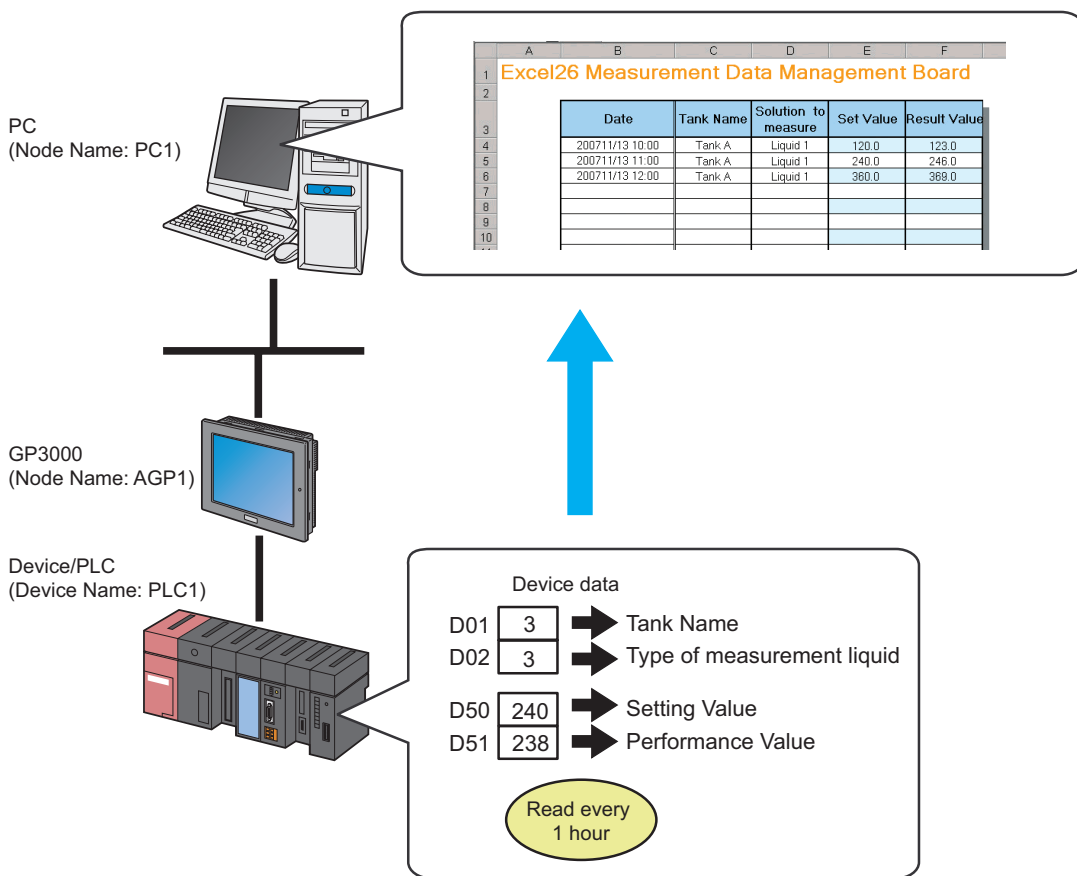 A B C D E F
1 Excel26 Measurement Data Management Board
2
3 Date Tank Name Solution to measure Set Value Result Value
4 200711/13 10:00 Tank A Liquid 1 120.0 123.0
5 200711/13 11:00 Tank A Liquid 1 240.0 246.0
6 200711/13 12:00 Tank A Liquid 1 360.0 369.0
7
8
9
10
PC
(Node Name: PC1)
GP3000
(Node Name: AGP1)
Device/PLC
(Device Name: PLC1)
Device data
D01 3 Tank Name
D02 3 Type of measurement liquid
D50 240 Setting Value
D51 238 Performance Value
Read every
1 hour